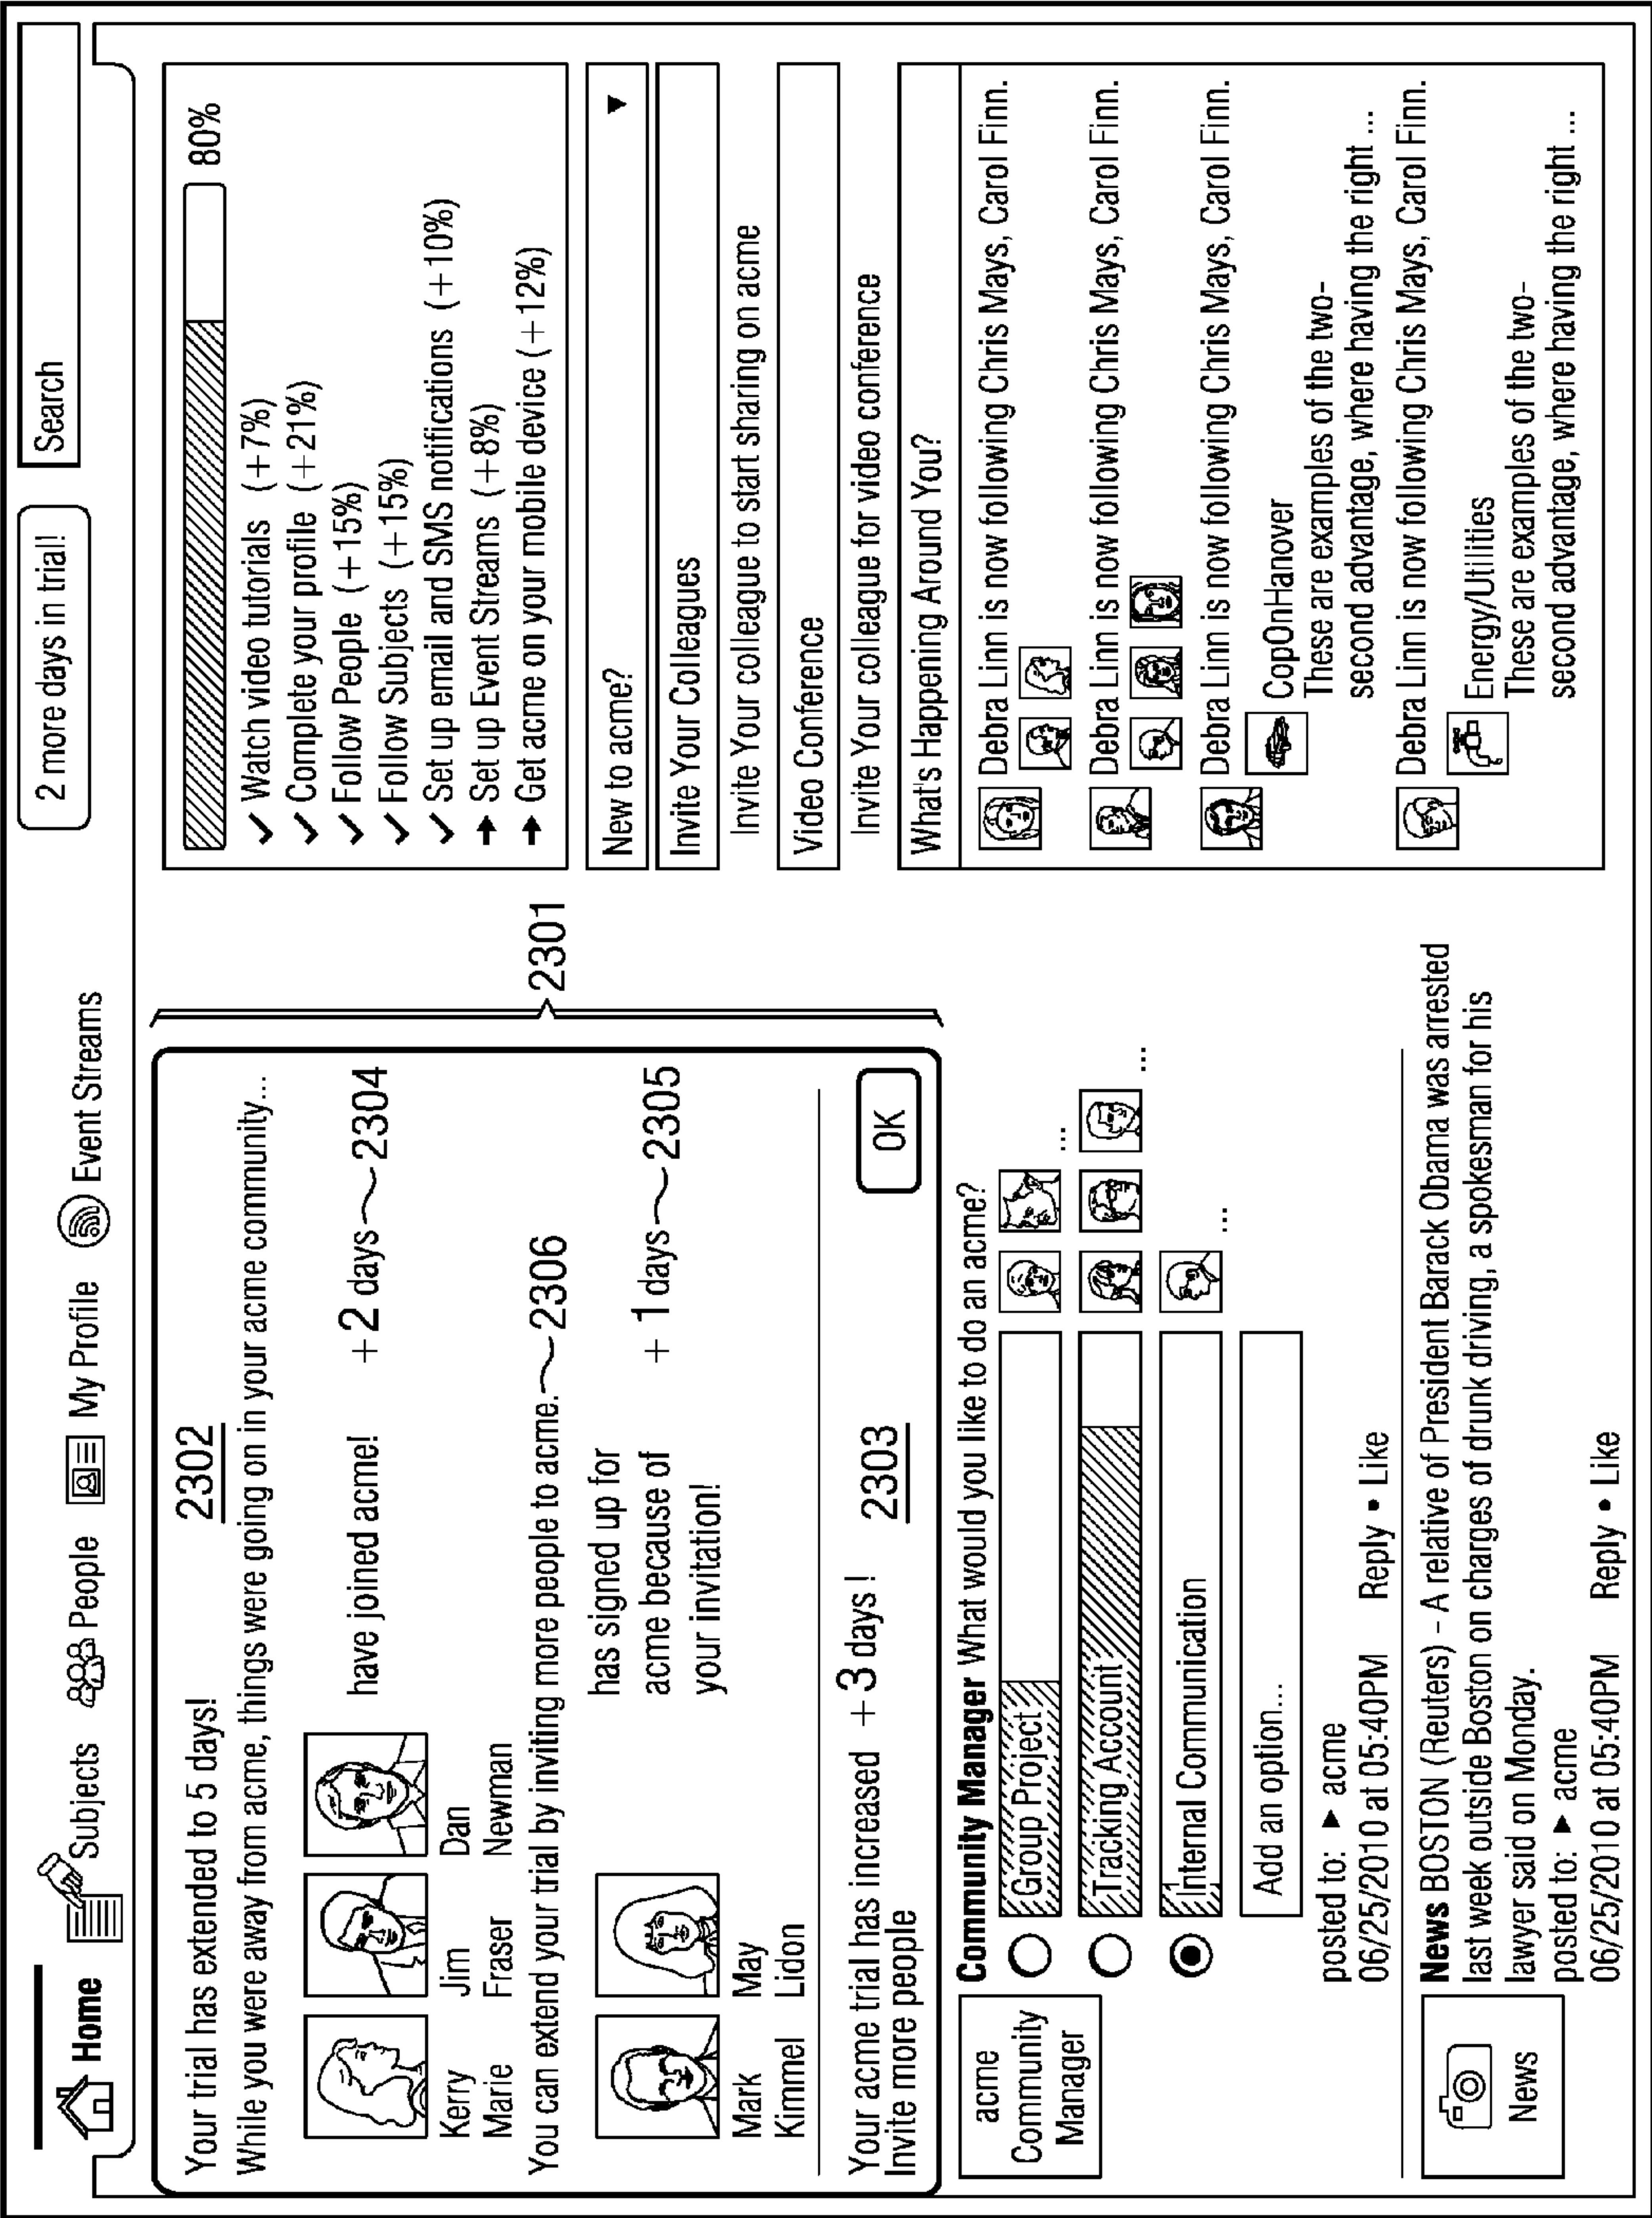 Home
Subjects
People
My Profile
Event Streams
2 more days in trial!
Search
Your trial has extended to 5 days!
2302
While you were away from acme, things were going on in your acme community...
have joined acme!
+2 days
2304
Kerry Marie
Jim Fraser
Dan Newman
You can extend your trial by inviting more people to acme.
2306
has signed up for
acme because of
your invitation!
+ 1 days
2305
Mark Kimmel
May Lidon
Your acme trial has increased +3 days !
Invite more people
2303
OK
2301
acme
Community
Manager
Community Manager What would you like to do an acme?
Group Project
...
Tracking Account
...
Internal Communication
...
Add an option...
posted to: ► acme
06/25/2010 at 05:40PM Reply • Like
News
News BOSTON (Reuters) – A relative of President Barack Obama was arrested
last week outside Boston on charges of drunk driving, a spokesman for his
lawyer said on Monday.
posted to: ► acme
06/25/2010 at 05:40PM Reply • Like
80%
✓ Watch video tutorials (+7%)
✓ Complete your profile (+21%)
✓ Follow People (+15%)
✓ Follow Subjects (+15%)
✓ Set up email and SMS notifications (+10%)
➔ Set up Event Streams (+8%)
➔ Get acme on your mobile device (+12%)
New to acme? ▼
Invite Your Colleagues
Invite Your colleague to start sharing on acme
Video Conference
Invite Your colleague for video conference
What's Happening Around You?
Debra Linn is now following Chris Mays, Carol Finn.
Debra Linn is now following Chris Mays, Carol Finn.
Debra Linn is now following Chris Mays, Carol Finn.
CopOnHanover
These are examples of the two-
second advantage, where having the right ...
Debra Linn is now following Chris Mays, Carol Finn.
Energy/Utilities
These are examples of the two-
second advantage, where having the right ...